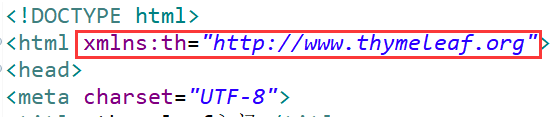 <!DOCTYPE html>
<html xmlns:th="http://www.thymeleaf.org">
<head>
<meta charset="UTF-8">